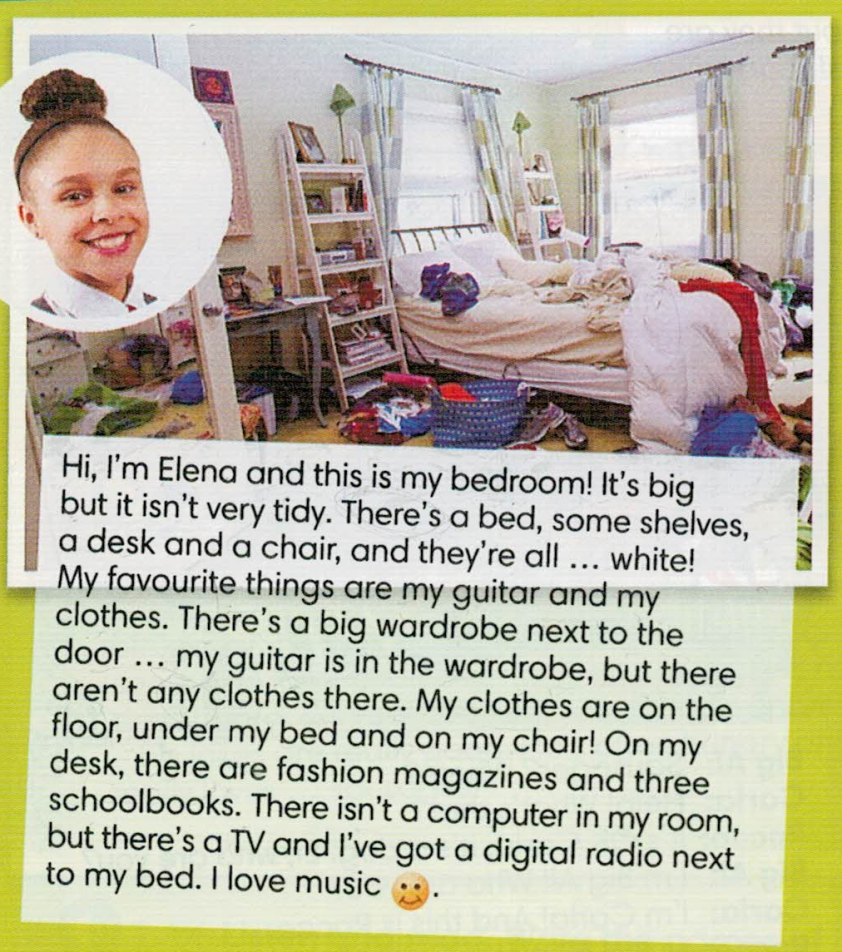 Hi, I'm Elena and this is my bedroom! It's big
but it isn't very tidy. There's a bed, some shelves,
a desk and a chair, and they're all ... white!
My favourite things are my guitar and my
clothes. There's a big wardrobe next to the
door ... my guitar is in the wardrobe, but there
aren't any clothes there. My clothes are on the
floor, under my bed and on my chair! On my
desk, there are fashion magazines and three
schoolbooks. There isn't a computer in my room,
but there's a TV and I've got a digital radio next
to my bed. I love music 🙂.